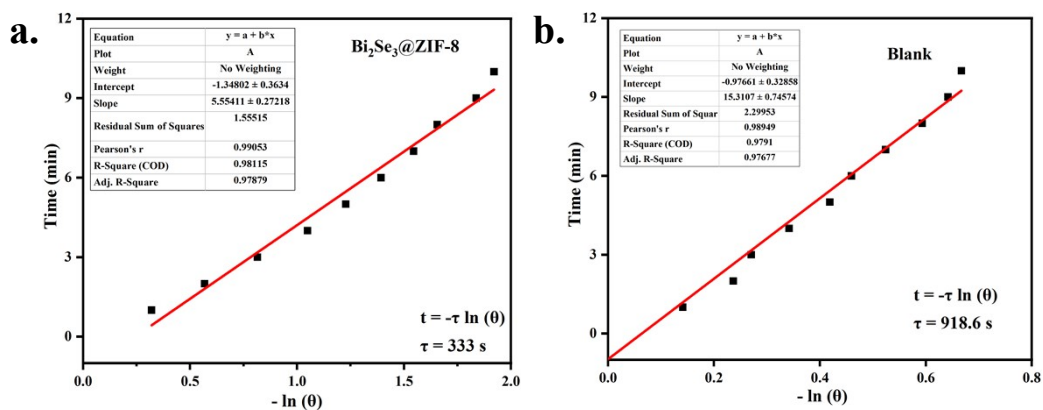 a.
Equation y = a + b*x
Plot A
Weight No Weighting
Intercept -1.34802 ± 0.3634
Slope 5.55411 ± 0.27218
Residual Sum of Squares 1.55515
Pearson's r 0.99053
R-Square (COD) 0.98115
Adj. R-Square 0.97879
Bi₂Se₃@ZIF-8
Time (min)
12
9
6
3
0
t = -τ ln (θ)
τ = 333 s
0.0 0.5 1.0 1.5 2.0
- ln (θ)
b.
Equation y = a + b*x
Plot A
Weight No Weighting
Intercept -0.97661 ± 0.32858
Slope 15.3107 ± 0.74574
Residual Sum of Squar 2.29953
Pearson's r 0.98949
R-Square (COD) 0.9791
Adj. R-Square 0.97677
Blank
Time (min)
12
9
6
3
0
t = -τ ln (θ)
τ = 918.6 s
0.0 0.2 0.4 0.6 0.8
- ln (θ)